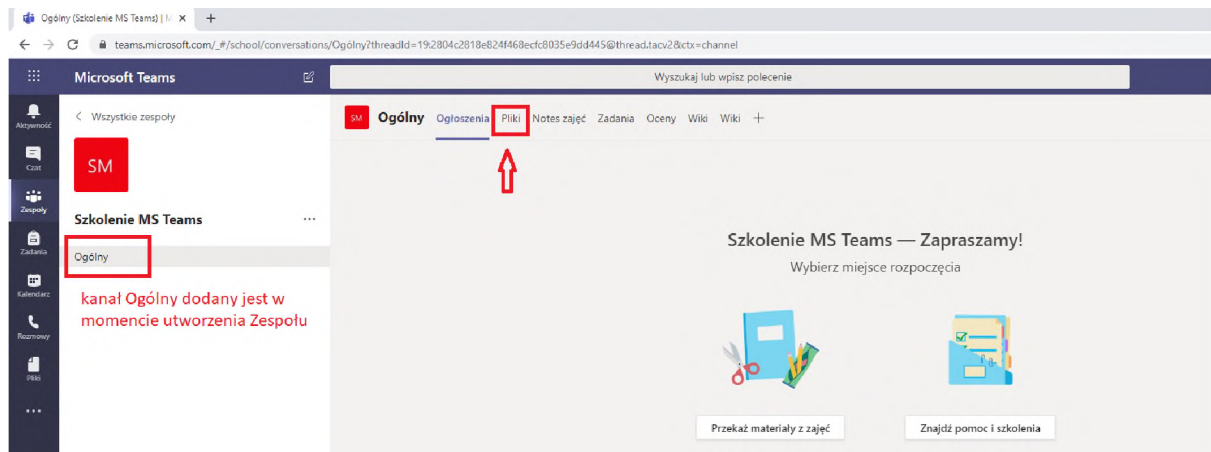 Ogólny (Szkolenie MS Teams) | M
teams.microsoft.com/_#/school/conversations/Ogólny?threadId=19:2804c2818e824f468ecfc8035e9dd445@thread.tacv2&ctx=channel
Microsoft Teams
Wyszukaj lub wpisz polecenie
Aktywność
Czat
Zespoły
Zadania
Kalendarz
Rozmowy
Pliki
Wszystkie zespoły
SM
Szkolenie MS Teams
Ogólny
kanał Ogólny dodany jest w
momencie utworzenia Zespołu
SM Ogólny Ogłoszenia Pliki Notes zajęć Zadania Oceny Wiki Wiki
Szkolenie MS Teams — Zapraszamy!
Wybierz miejsce rozpoczęcia
Przekaż materiały z zajęć
Znajdź pomoc i szkolenia